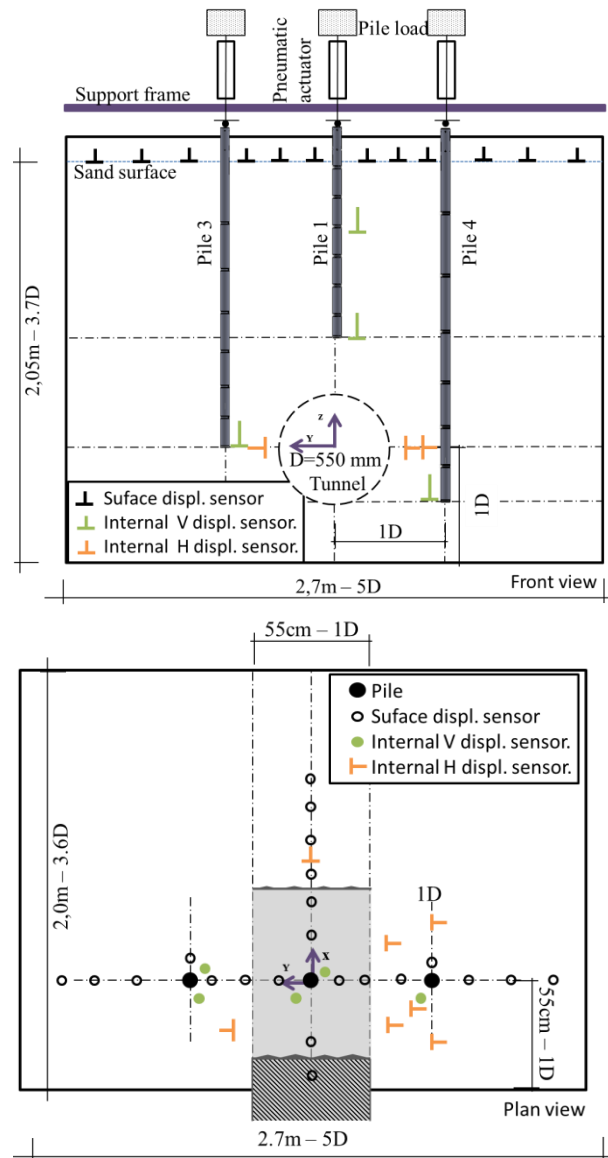 Pile load
Pneumatic
actuator
Support frame
Sand surface
Pile 3
Pile 1
Pile 4
2,05m – 3.7D
Z
Y
D=550 mm
Tunnel
1D
1D
Suface displ. sensor
Internal V displ. sensor.
Internal H displ. sensor.
Front view
2,7m – 5D
55cm – 1D
Pile
Suface displ. sensor
Internal V displ. sensor.
Internal H displ. sensor.
2,0m – 3.6D
1D
X
Y
55cm – 1D
Plan view
2.7m – 5D